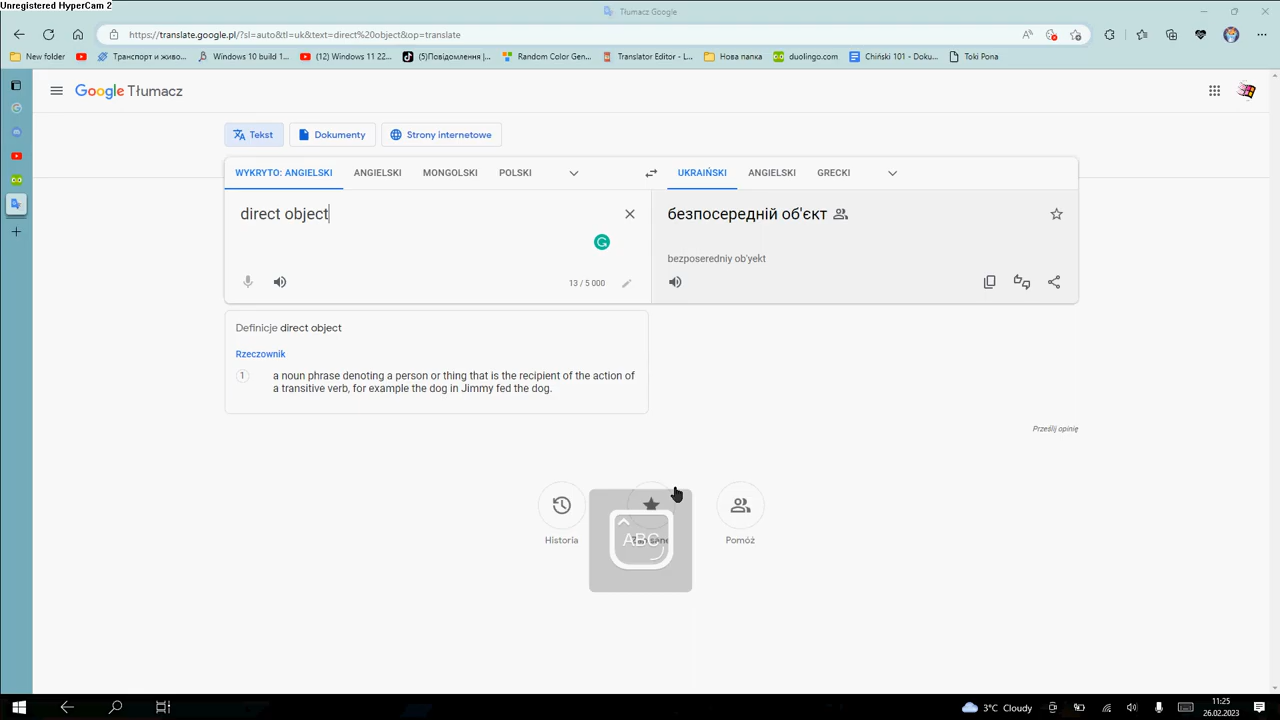 Unregistered HyperCam 2
Tłumacz Google
https://translate.google.pl/?sl=auto&tl=uk&text=direct%20object&op=translate
New folder
Транспорт и живо...
Windows 10 build 1...
(12) Windows 11 22...
(5)Повідомлення |...
Random Color Gen...
Translator Editor - L...
Нова папка
duolingo.com
Chiński 101 - Doku...
Toki Pona
Google Tłumacz
Tekst
Dokumenty
Strony internetowe
WYKRYTO: ANGIELSKI
ANGIELSKI
MONGOLSKI
POLSKI
UKRAIŃSKI
ANGIELSKI
GRECKI
direct object
безпосередній об'єкт
bezposeredniy ob'yekt
13 / 5 000
Definicje direct object
Rzeczownik
1
a noun phrase denoting a person or thing that is the recipient of the action of
a transitive verb, for example the dog in Jimmy fed the dog.
Prześlij opinię
ABC
Historia
Pomóż
3°C Cloudy
11:25
26.02.2023